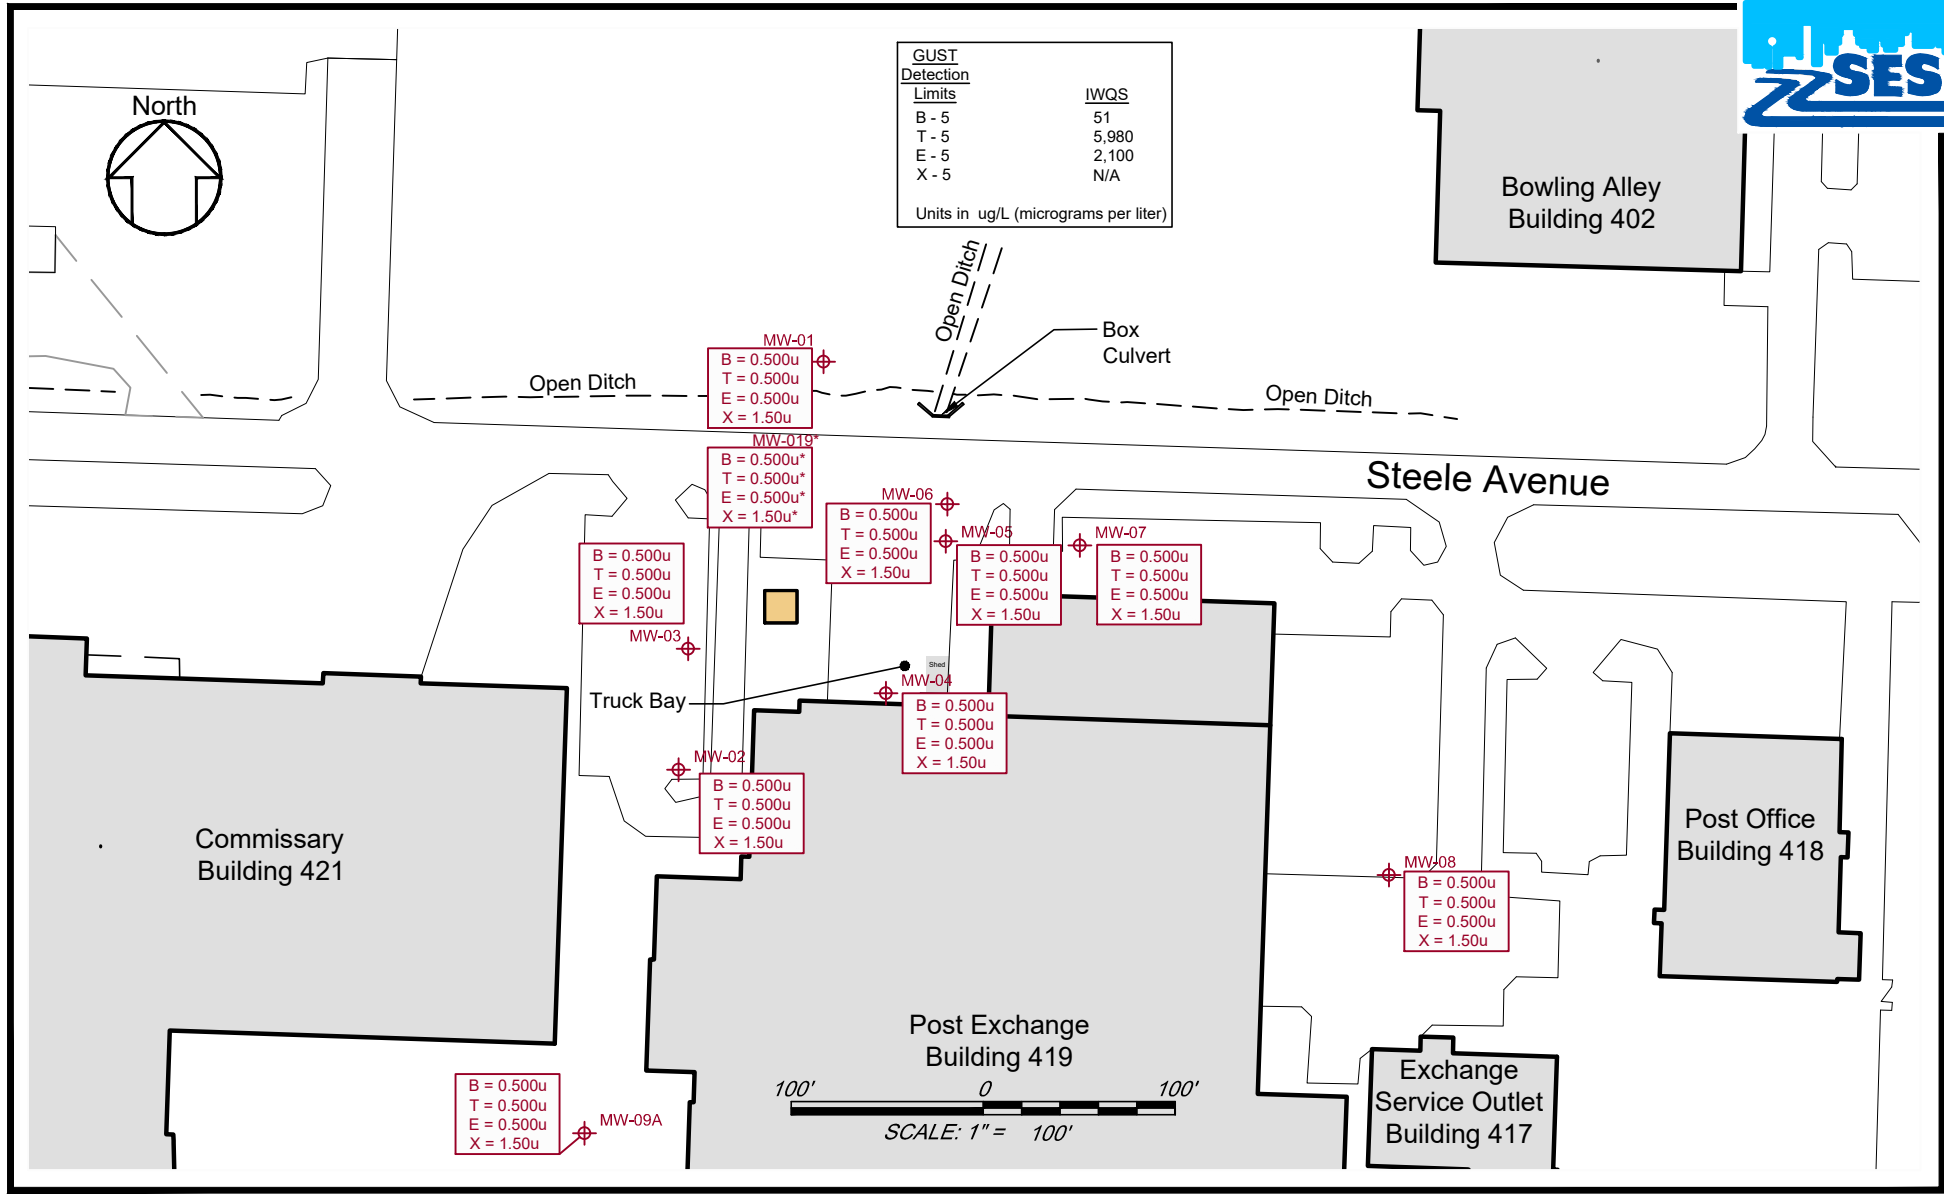 SES
North
GUST
Detection
Limits IWQS
B - 5 51
T - 5 5,980
E - 5 2,100
X - 5 N/A
Units in ug/L (micrograms per liter)
Bowling Alley
Building 402
Open Ditch
Box
Culvert
Open Ditch
Open Ditch
MW-01
B = 0.500u
T = 0.500u
E = 0.500u
X = 1.50u
MW-019*
B = 0.500u*
T = 0.500u*
E = 0.500u*
X = 1.50u*
Steele Avenue
MW-06
B = 0.500u
T = 0.500u
E = 0.500u
X = 1.50u
MW-05
B = 0.500u
T = 0.500u
E = 0.500u
X = 1.50u
MW-07
B = 0.500u
T = 0.500u
E = 0.500u
X = 1.50u
B = 0.500u
T = 0.500u
E = 0.500u
X = 1.50u
MW-03
Shed
Truck Bay
MW-04
B = 0.500u
T = 0.500u
E = 0.500u
X = 1.50u
MW-02
B = 0.500u
T = 0.500u
E = 0.500u
X = 1.50u
Commissary
Building 421
Post Office
Building 418
MW-08
B = 0.500u
T = 0.500u
E = 0.500u
X = 1.50u
Post Exchange
Building 419
100' 0 100'
SCALE: 1" = 100'
Exchange
Service Outlet
Building 417
B = 0.500u
T = 0.500u
E = 0.500u
X = 1.50u
MW-09A